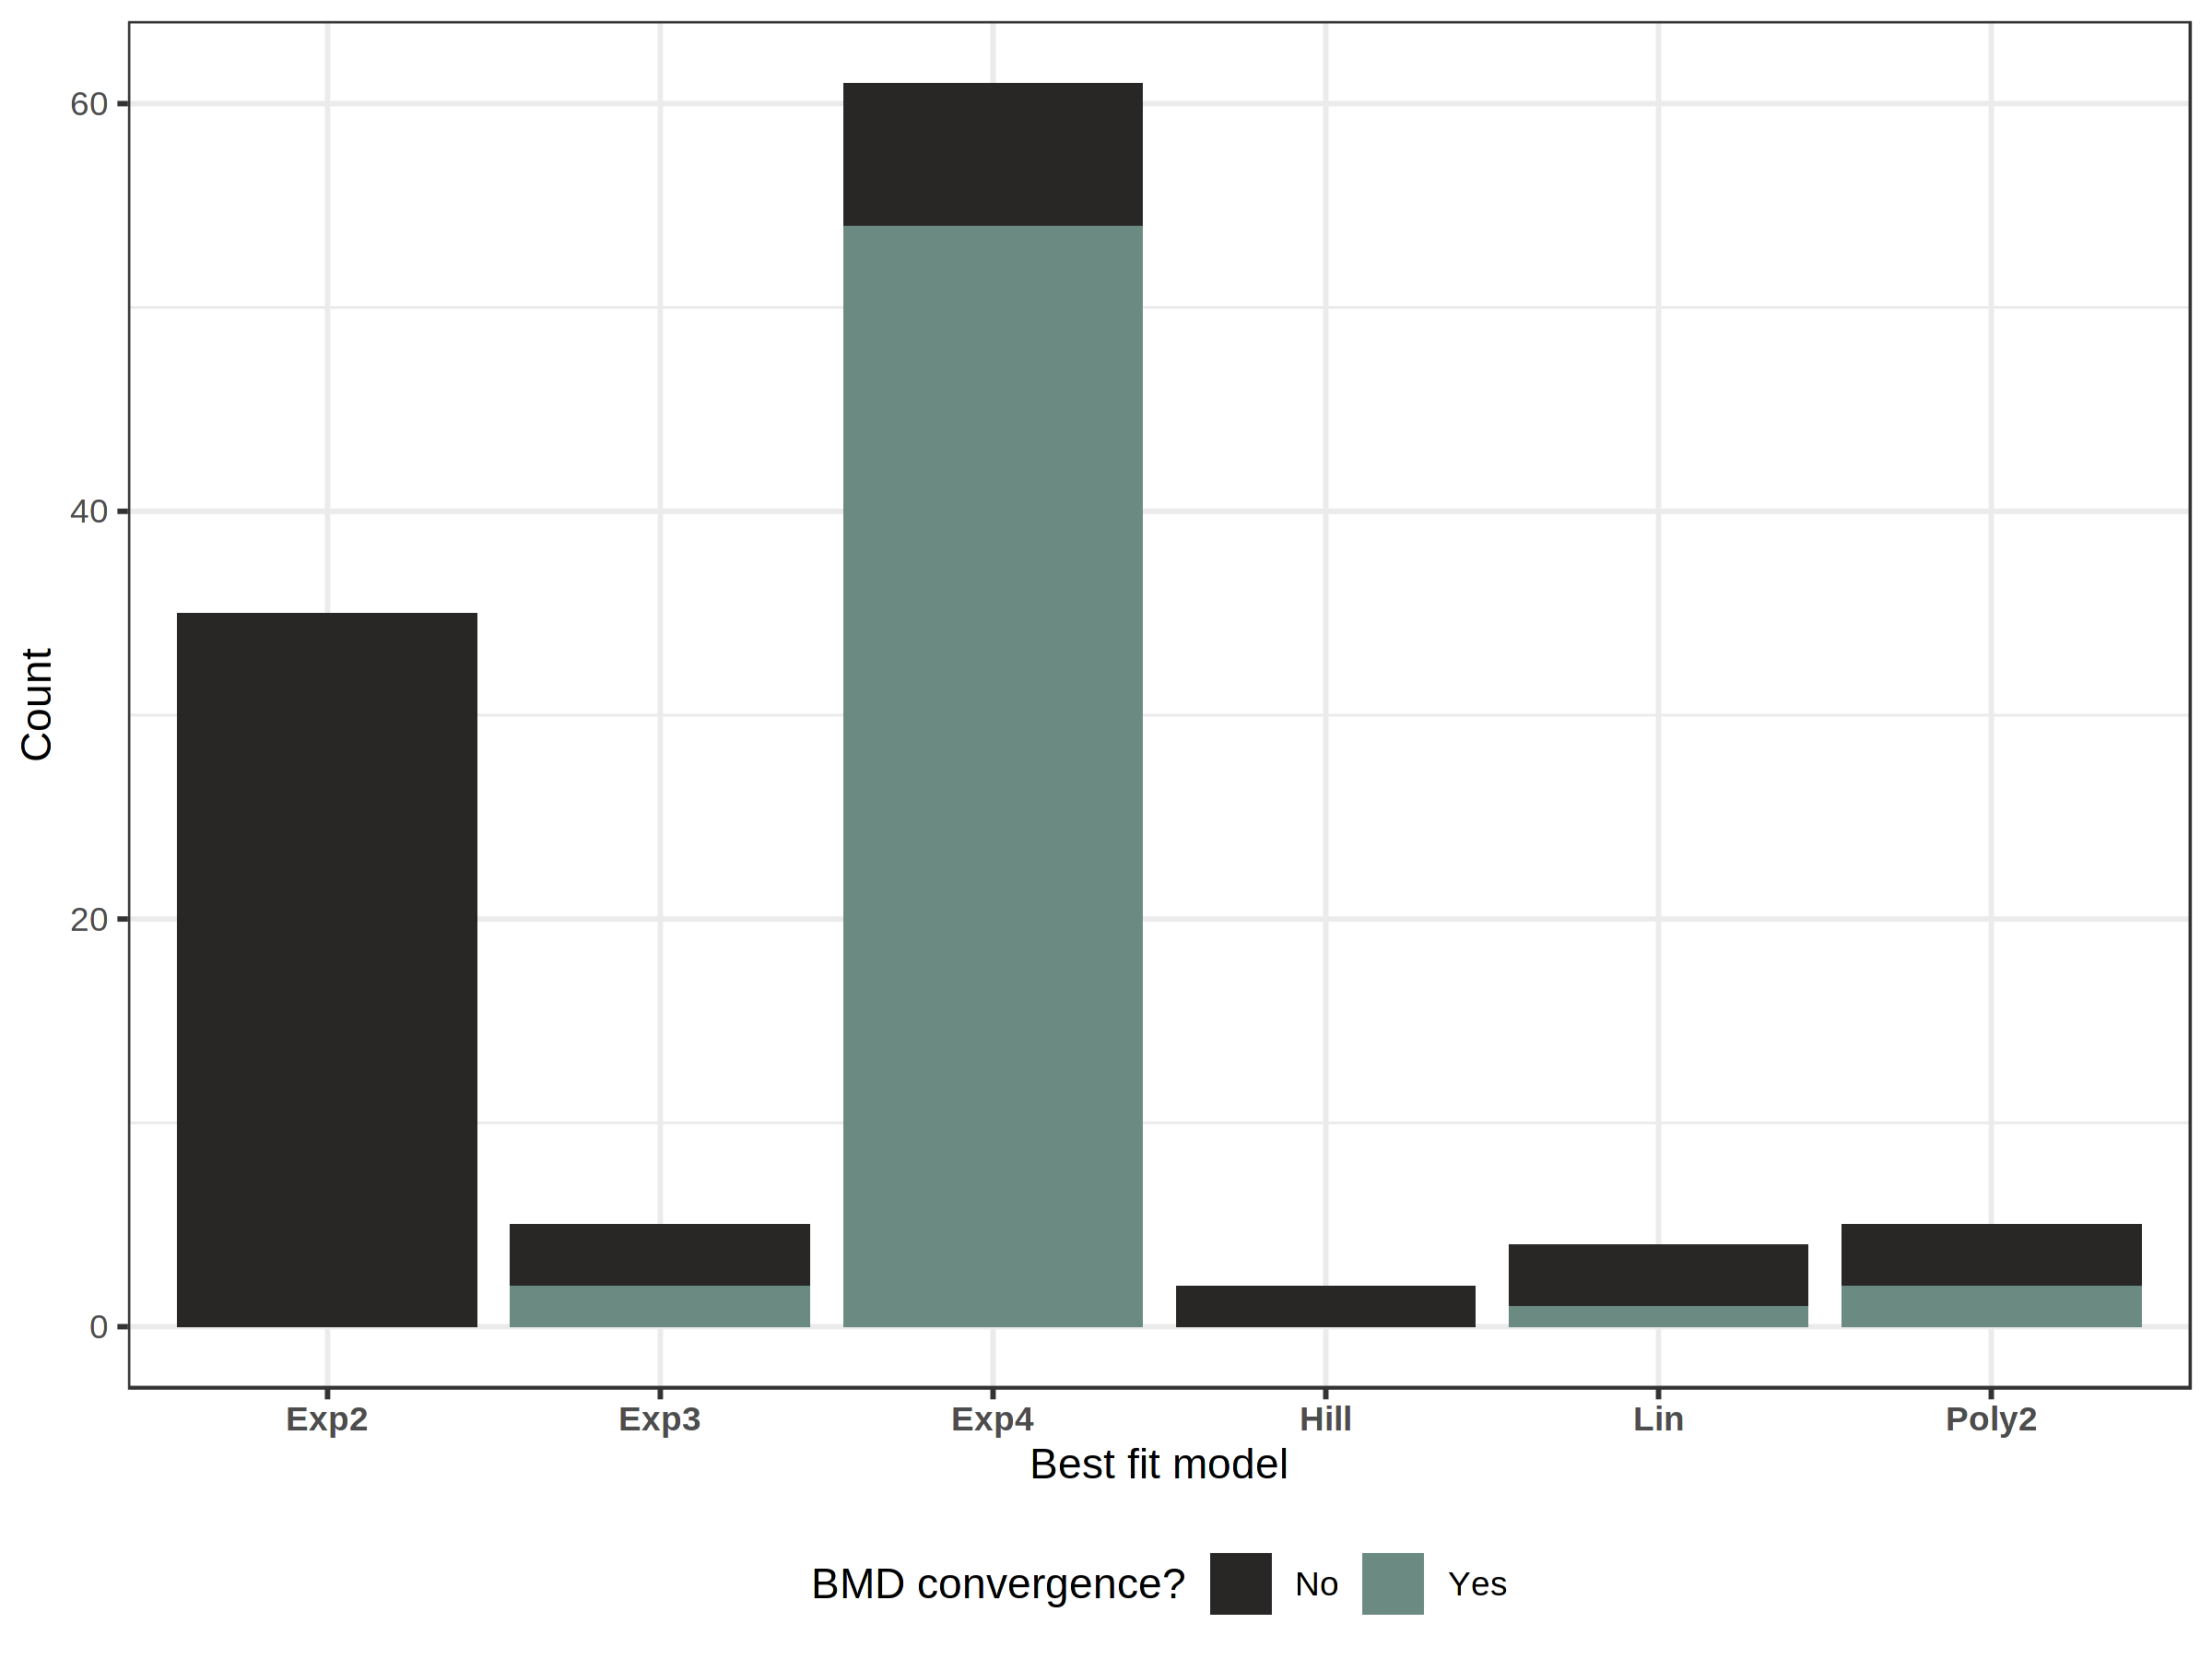 60
40
20
0
Count
Exp2 Exp3 Exp4 Hill Lin Poly2
Best fit model
BMD convergence? No Yes